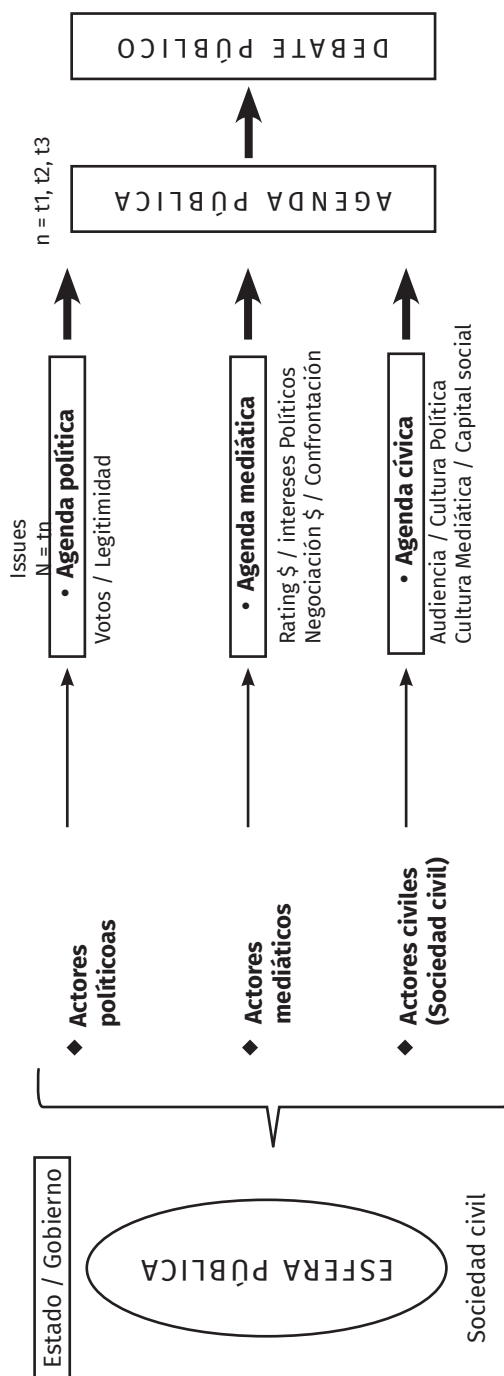 Estado / Gobierno
ESFERA PÚBLICA
Sociedad civil
◆ Actores
políticoas
◆ Actores
mediáticos
◆ Actores civiles
(Sociedad civil)
Issues
N = tn
• Agenda política
Votos / Legitimidad
• Agenda mediática
Rating $ / intereses Políticos
Negociación $ / Confrontación
• Agenda cívica
Audiencia / Cultura Política
Cultura Mediática / Capital social
n = t1, t2, t3
AGENDA PÚBLICA
DEBATE PÚBLICO